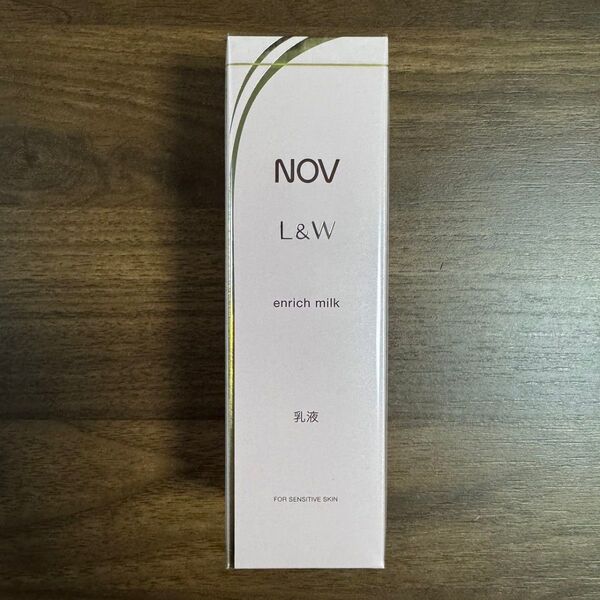 NOV
L&W
enrich milk
乳液
FOR SENSITIVE SKIN